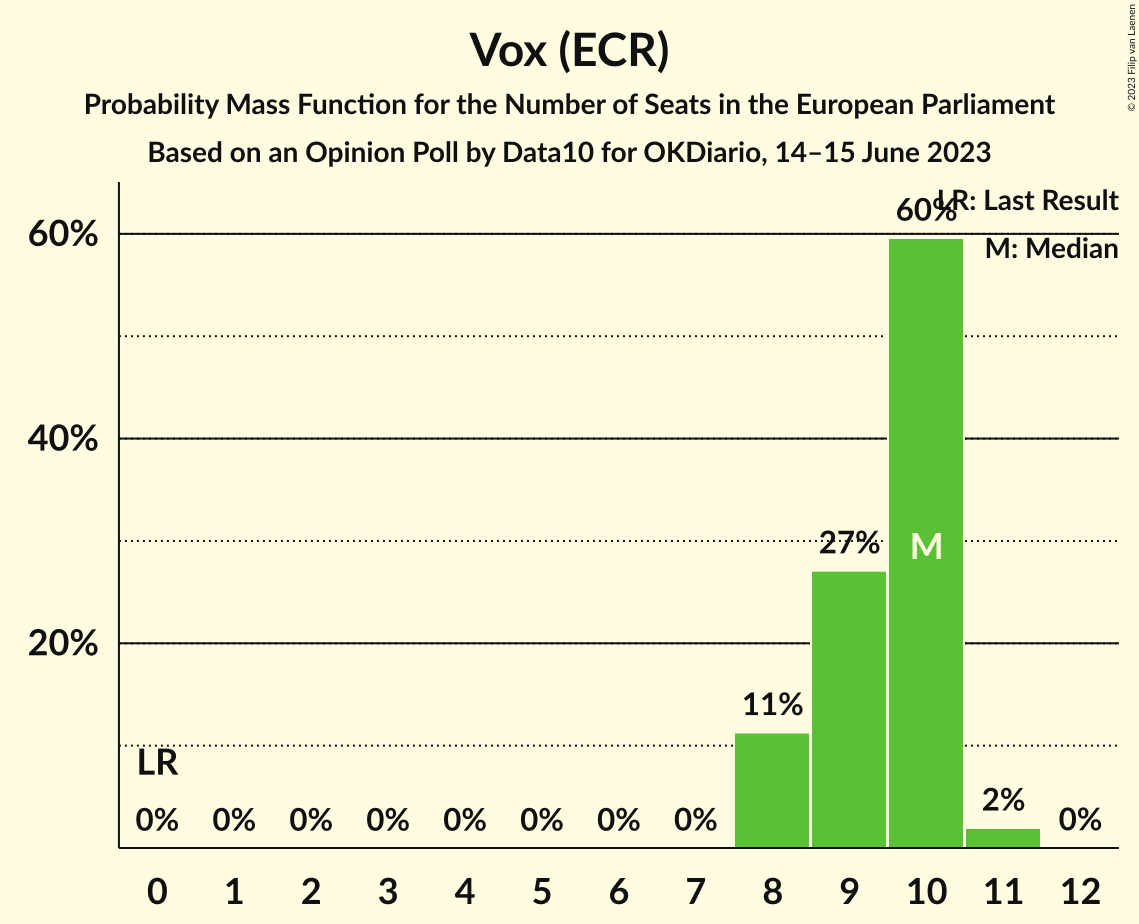 Vox (ECR)
Probability Mass Function for the Number of Seats in the European Parliament
Based on an Opinion Poll by Data10 for OKDiario, 14–15 June 2023
© 2023 Filip van Laenen
LR: Last Result
M: Median
60%
40%
20%
LR
0% 0% 0% 0% 0% 0% 0% 0% 11% 27% 60% 2% 0%
M
0 1 2 3 4 5 6 7 8 9 10 11 12